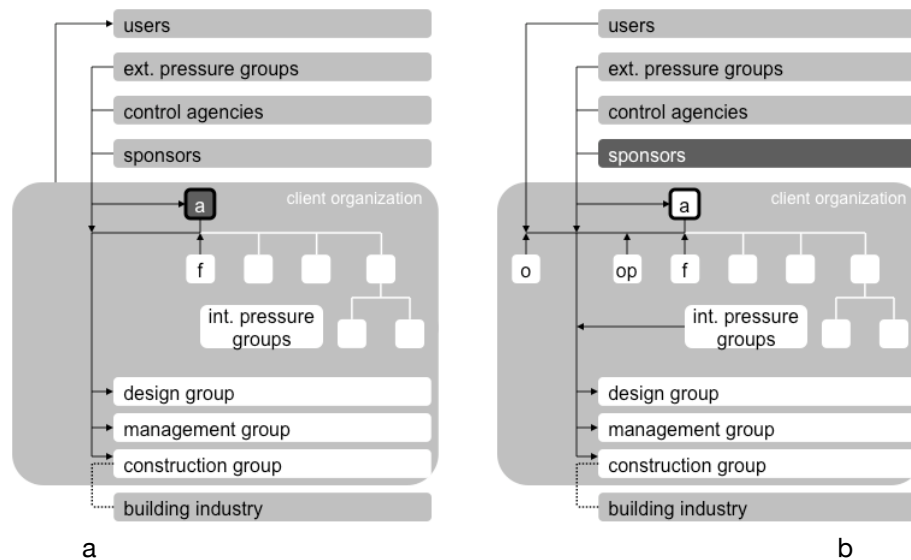 users
ext. pressure groups
control agencies
sponsors
client organization
a
f
int. pressure
groups
design group
management group
construction group
building industry
a
users
ext. pressure groups
control agencies
sponsors
client organization
a
o
op
f
int. pressure
groups
design group
management group
construction group
building industry
b